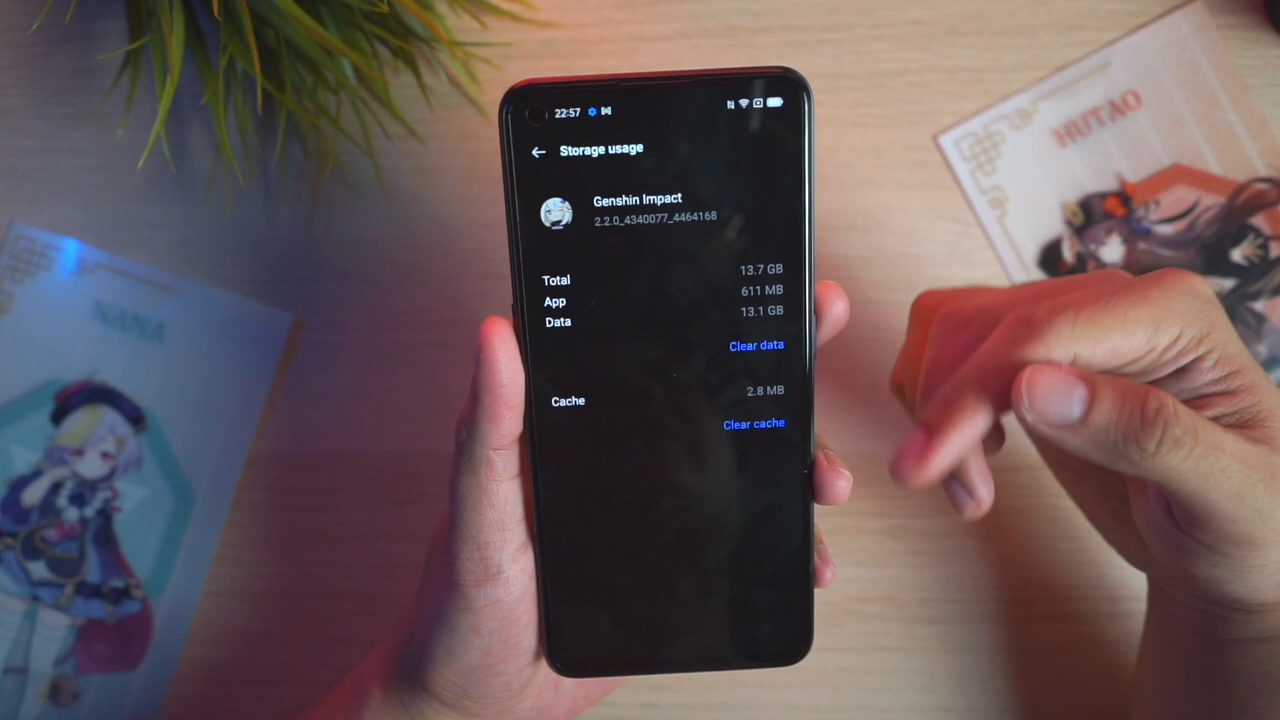 22:57
Storage usage
Genshin Impact
2.2.0_4340077_4464168
Total 13.7 GB
App 611 MB
Data 13.1 GB
Clear data
Cache 2.8 MB
Clear cache
HUTAO
NANA